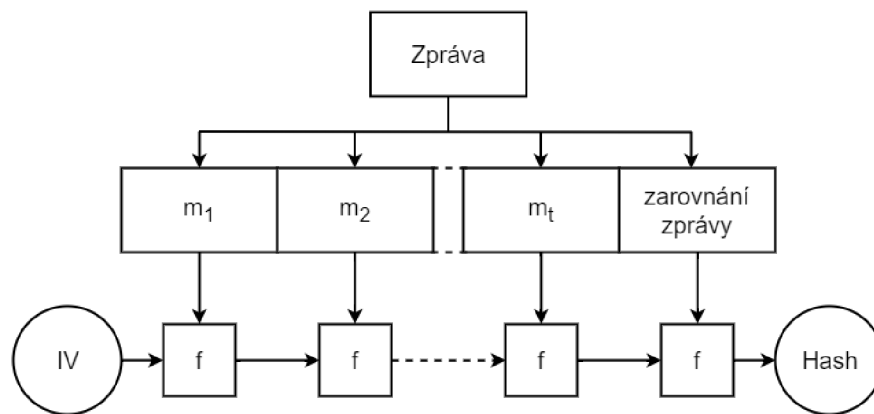 Zpráva
m₁
m₂
mₜ
zarovnání
zprávy
IV
f
f
f
f
Hash